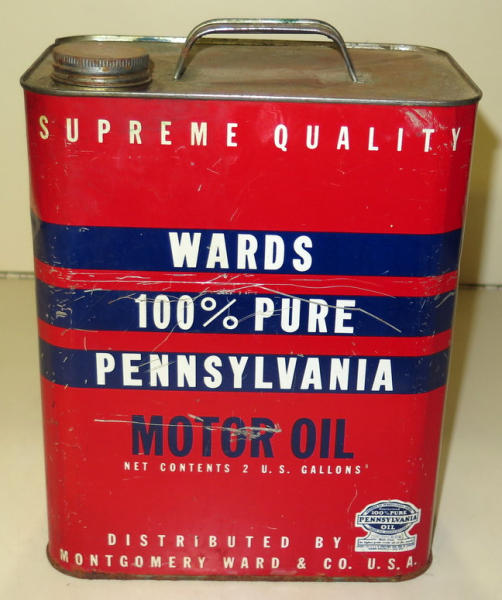 SUPREME QUALITY
WARDS
100% PURE
PENNSYLVANIA
MOTOR OIL
NET CONTENTS 2 U.S. GALLONS
100% PURE
PENNSYLVANIA
OIL
DISTRIBUTED BY
MONTGOMERY WARD & CO. U.S.A.